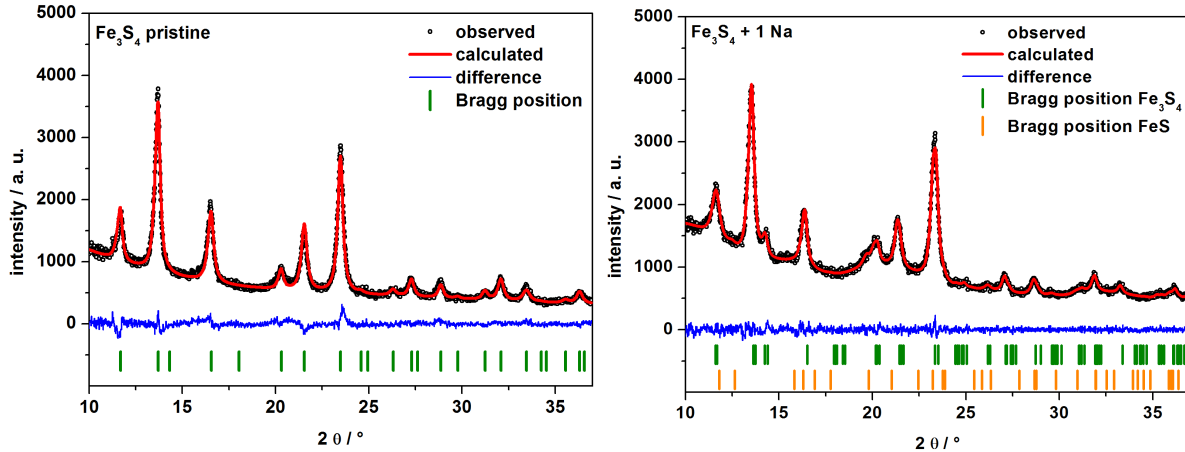 Fe₃S₄ pristine
observed
calculated
difference
Bragg position
5000
4000
3000
2000
1000
0
intensity / a. u.
10 15 20 25 30 35
2 θ / °
Fe₃S₄ + 1 Na
observed
calculated
difference
Bragg position Fe₃S₄
Bragg position FeS
5000
4000
3000
2000
1000
0
intensity / a. u.
10 15 20 25 30 35
2 θ / °